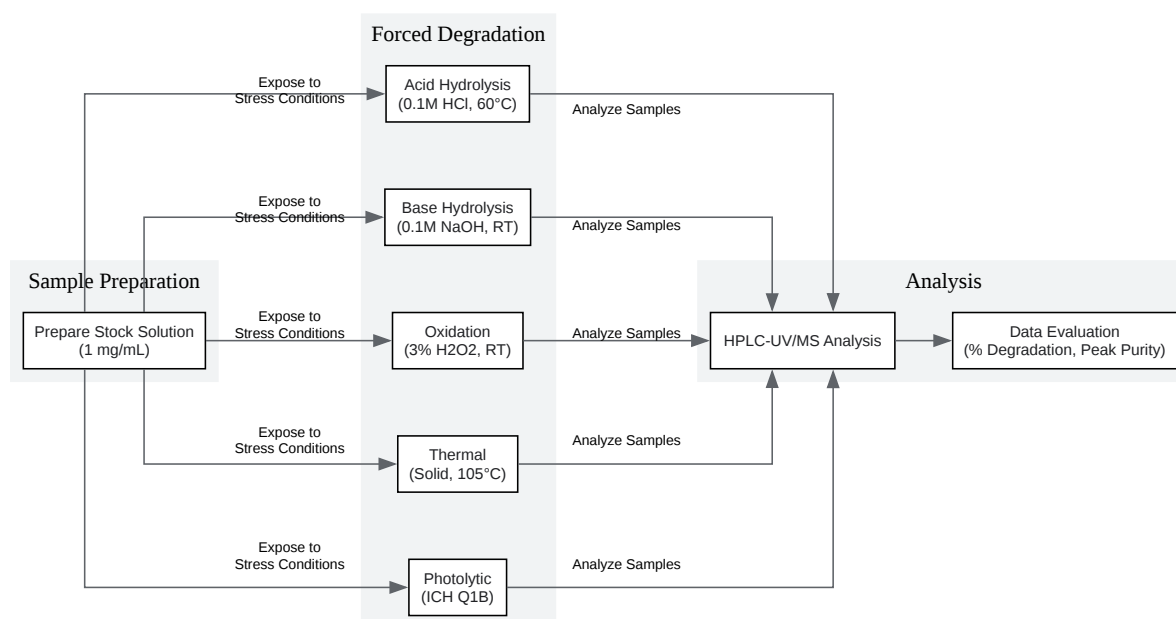 Forced Degradation
Expose to
Stress Conditions
Acid Hydrolysis
(0.1M HCl, 60°C)
Analyze Samples
Expose to
Stress Conditions
Base Hydrolysis
(0.1M NaOH, RT)
Analyze Samples
Sample Preparation
Analysis
Prepare Stock Solution
(1 mg/mL)
Expose to
Stress Conditions
Oxidation
(3% H2O2, RT)
Analyze Samples
HPLC-UV/MS Analysis
Data Evaluation
(% Degradation, Peak Purity)
Expose to
Stress Conditions
Thermal
(Solid, 105°C)
Analyze Samples
Expose to
Stress Conditions
Photolytic
(ICH Q1B)
Analyze Samples